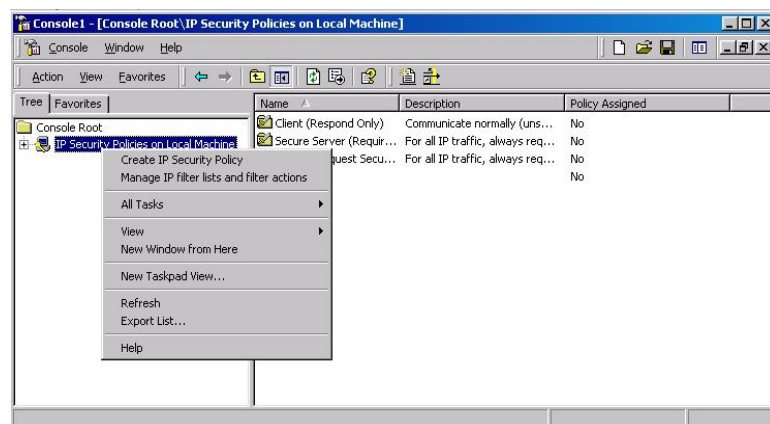 Console1 - [Console Root\IP Security Policies on Local Machine]
Console Window Help
Action View Favorites
Tree Favorites
Name Description Policy Assigned
Console Root
IP Security Policies on Local Machine
Client (Respond Only) Communicate normally (uns... No
Secure Server (Requir... For all IP traffic, always req... No
quest Secu... For all IP traffic, always req... No
No
Create IP Security Policy
Manage IP filter lists and filter actions
All Tasks
View
New Window from Here
New Taskpad View...
Refresh
Export List...
Help